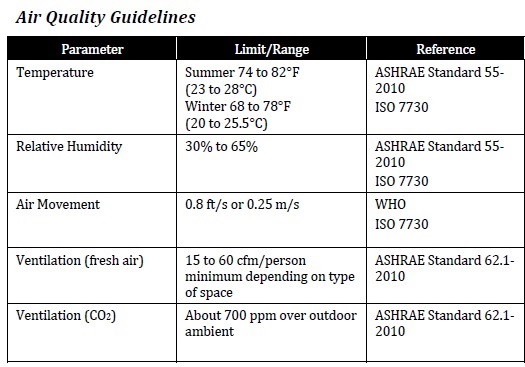 Air Quality Guidelines
Parameter Limit/Range Reference
Temperature Summer 74 to 82°F ASHRAE Standard 55-
(23 to 28°C) 2010
Winter 68 to 78°F ISO 7730
(20 to 25.5°C)
Relative Humidity 30% to 65% ASHRAE Standard 55-
2010
ISO 7730
Air Movement 0.8 ft/s or 0.25 m/s WHO
ISO 7730
Ventilation (fresh air) 15 to 60 cfm/person ASHRAE Standard 62.1-
minimum depending on type 2010
of space
Ventilation (CO₂) About 700 ppm over outdoor ASHRAE Standard 62.1-
ambient 2010